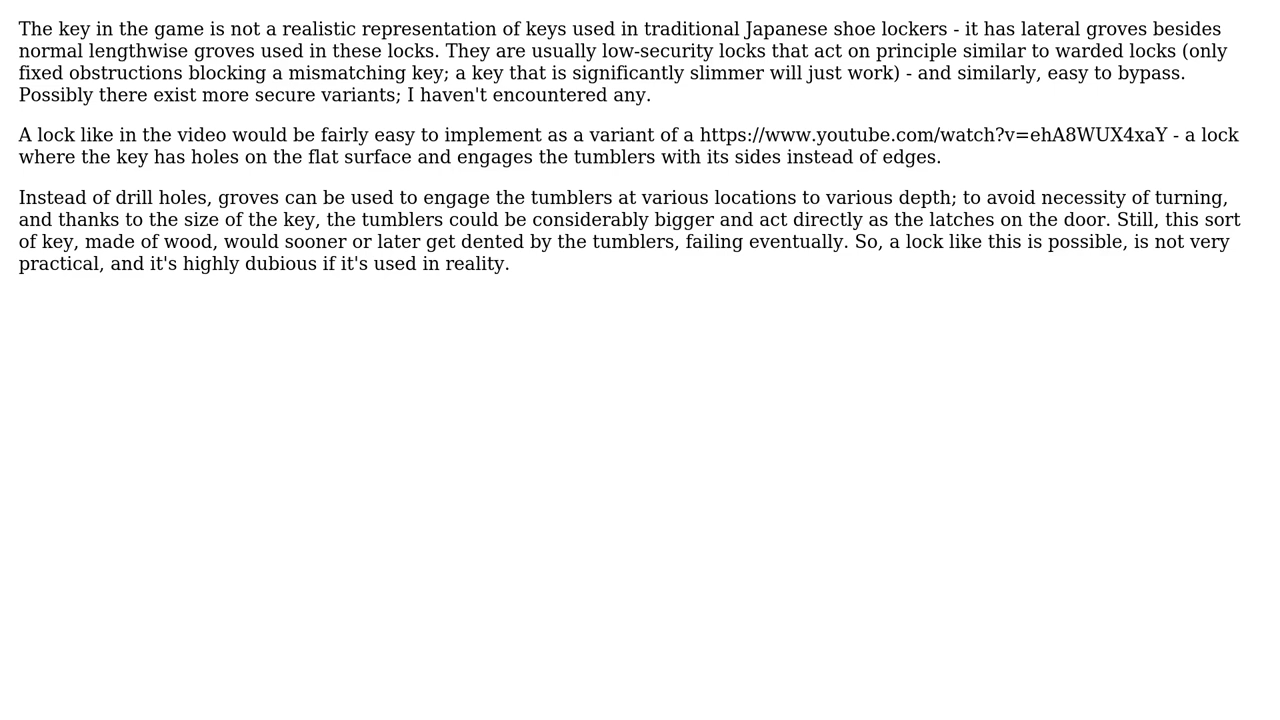 The key in the game is not a realistic representation of keys used in traditional Japanese shoe lockers - it has lateral groves besides
normal lengthwise groves used in these locks. They are usually low-security locks that act on principle similar to warded locks (only
fixed obstructions blocking a mismatching key; a key that is significantly slimmer will just work) - and similarly, easy to bypass.
Possibly there exist more secure variants; I haven't encountered any.
A lock like in the video would be fairly easy to implement as a variant of a https://www.youtube.com/watch?v=ehA8WUX4xaY - a lock
where the key has holes on the flat surface and engages the tumblers with its sides instead of edges.
Instead of drill holes, groves can be used to engage the tumblers at various locations to various depth; to avoid necessity of turning,
and thanks to the size of the key, the tumblers could be considerably bigger and act directly as the latches on the door. Still, this sort
of key, made of wood, would sooner or later get dented by the tumblers, failing eventually. So, a lock like this is possible, is not very
practical, and it's highly dubious if it's used in reality.